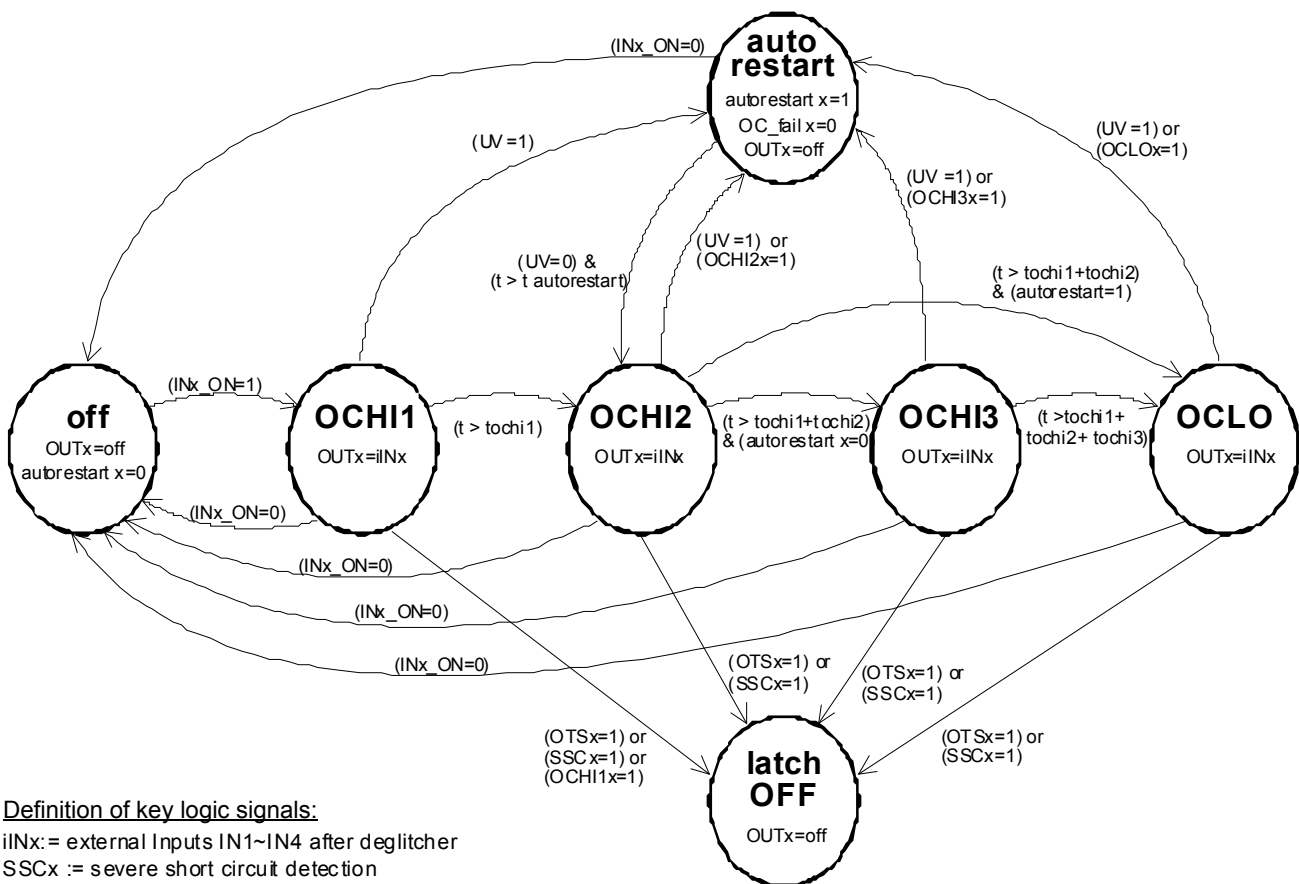 (INx_ON=0)
auto
restart
autorestart x=1
OC_fail x=0
OUTx=off
(UV =1)
(UV =1) or
(OCLOx=1)
(UV =1) or
(OCHI3x=1)
(UV =1) or
(OCHI2x=1)
(UV=0) &
(t > t autorestart)
(t > tochi1+tochi2)
& (autorestart=1)
off
OUTx=off
autorestart x=0
(INx_ON=1)
OCHI1
OUTx=iINx
(t > tochi1)
OCHI2
OUTx=iINx
(t > tochi1+tochi2)
& (autorestart x=0)
OCHI3
OUTx=iINx
(t >tochi1+
tochi2+ tochi3)
OCLO
OUTx=iINx
(INx_ON=0)
(INx_ON=0)
(INx_ON=0)
(INx_ON=0)
(OTSx=1) or
(SSCx=1)
(OTSx=1) or
(SSCx=1)
(OTSx=1) or
(SSCx=1) or
(OCHI1x=1)
(OTSx=1) or
(SSCx=1)
latch
OFF
OUTx=off
Definition of key logic signals:
iINx:= external Inputs IN1~IN4 after deglitcher
SSCx := severe short circuit detection